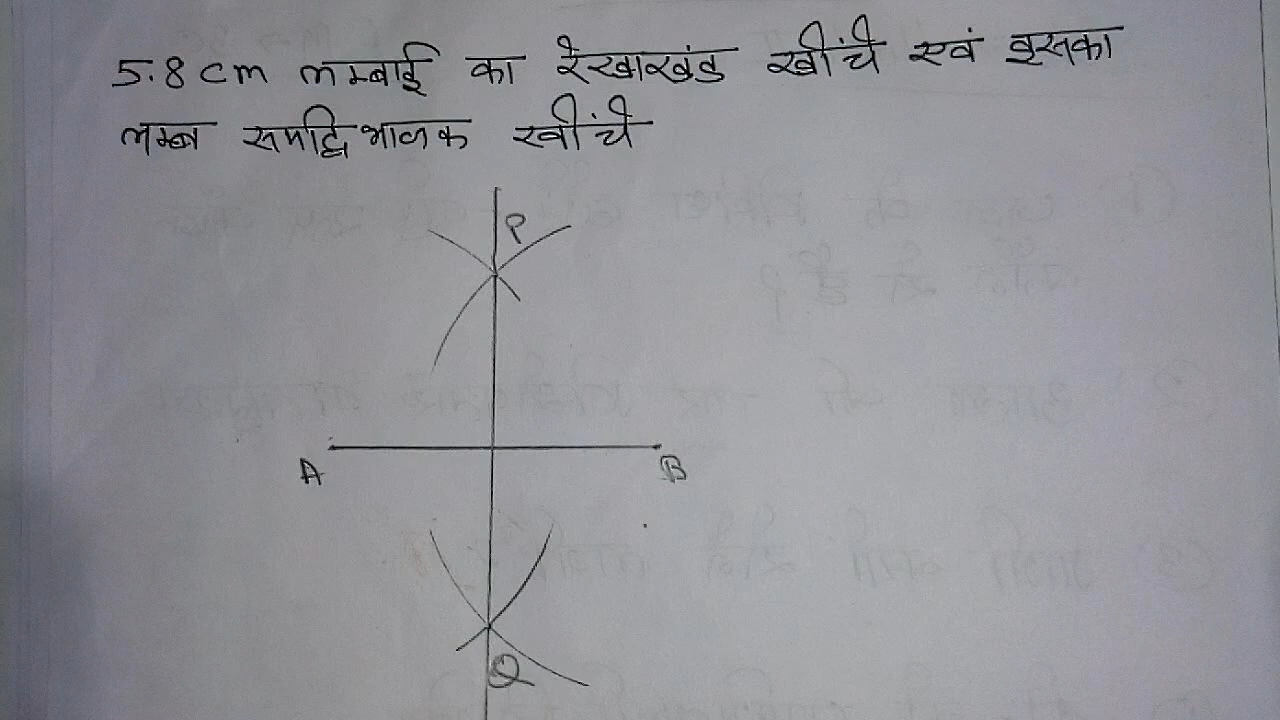 5.8 cm लम्बाई का रेखाखंड खींचे एवं इसका
लम्ब समद्विभाजक खींचे
P
A
B
Q